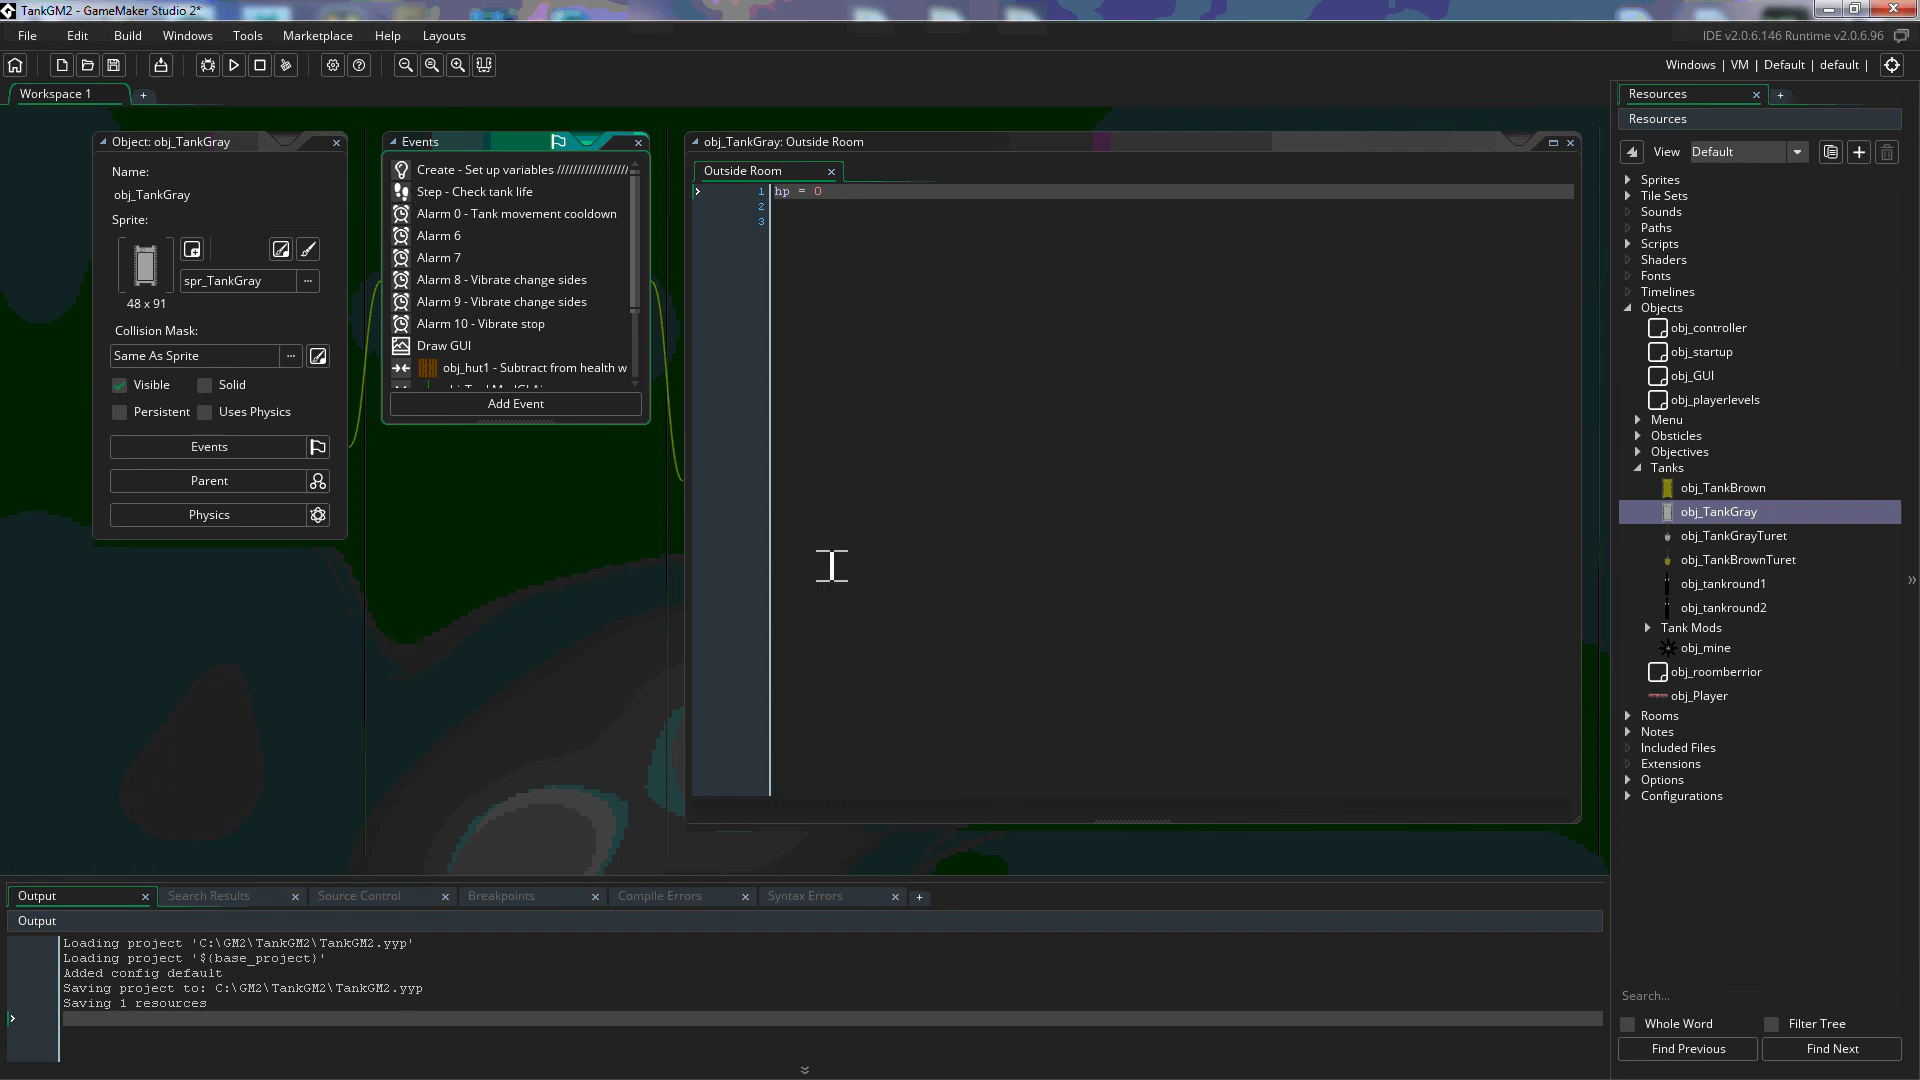 TankGM2 - GameMaker Studio 2*
File Edit Build Windows Tools Marketplace Help Layouts
IDE v2.0.6.146 Runtime v2.0.6.96
Windows | VM | Default | default |
Workspace 1
Object: obj_TankGray
Name:
obj_TankGray
Sprite:
spr_TankGray
48 x 91
Collision Mask:
Same As Sprite
Visible Solid
Persistent Uses Physics
Events
Parent
Physics
Events
Create - Set up variables //////////////////
Step - Check tank life
Alarm 0 - Tank movement cooldown
Alarm 6
Alarm 7
Alarm 8 - Vibrate change sides
Alarm 9 - Vibrate change sides
Alarm 10 - Vibrate stop
Draw GUI
obj_hut1 - Subtract from health w
Add Event
obj_TankGray: Outside Room
Outside Room
1 hp = 0
2
3
Resources
Resources
View Default
Sprites
Tile Sets
Sounds
Paths
Scripts
Shaders
Fonts
Timelines
Objects
obj_controller
obj_startup
obj_GUI
obj_playerlevels
Menu
Obsticles
Objectives
Tanks
obj_TankBrown
obj_TankGray
obj_TankGrayTuret
obj_TankBrownTuret
obj_tankround1
obj_tankround2
Tank Mods
obj_mine
obj_roomberrior
obj_Player
Rooms
Notes
Included Files
Extensions
Options
Configurations
Search...
Whole Word Filter Tree
Find Previous Find Next
Output Search Results Source Control Breakpoints Compile Errors Syntax Errors
Output
Loading project 'C:\GM2\TankGM2\TankGM2.yyp'
Loading project '${base_project}'
Added config default
Saving project to: C:\GM2\TankGM2\TankGM2.yyp
Saving 1 resources